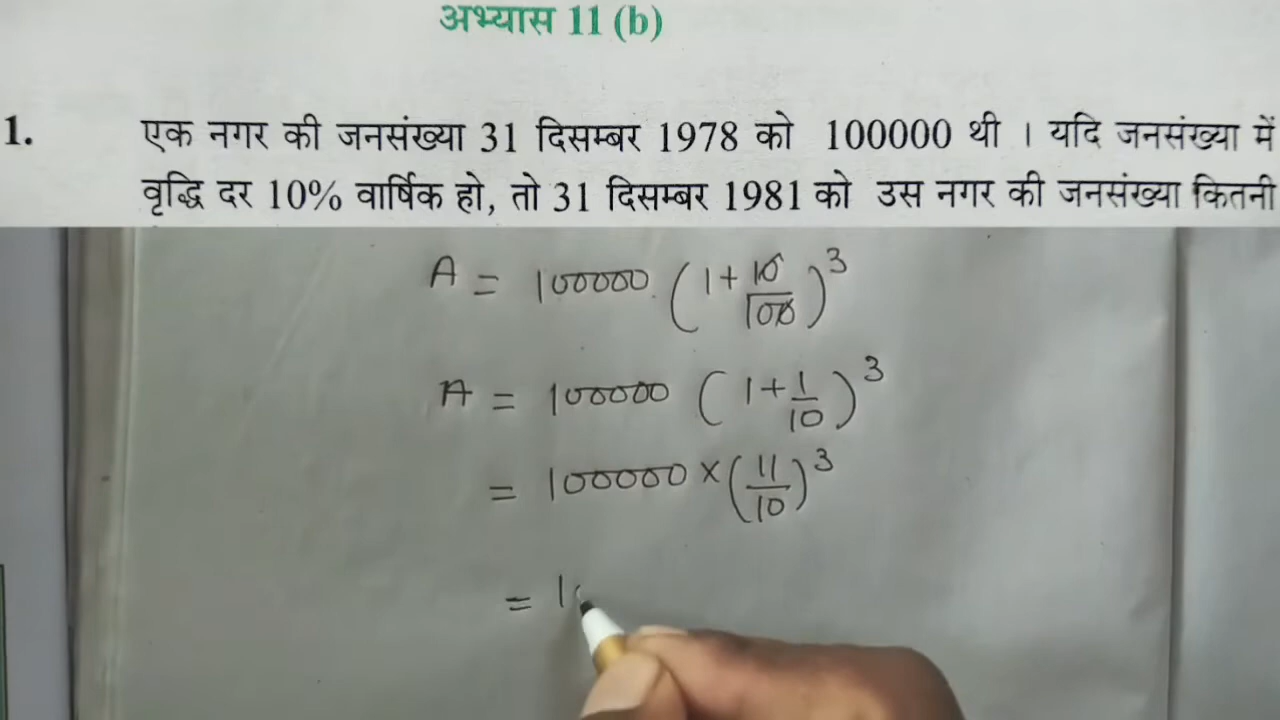 अभ्यास 11 (b)
1. एक नगर की जनसंख्या 31 दिसम्बर 1978 को 100000 थी । यदि जनसंख्या में
वृद्धि दर 10% वार्षिक हो, तो 31 दिसम्बर 1981 को उस नगर की जनसंख्या कितनी
A = 100000 (1+10/100)^3
A = 100000 (1+1/10)^3
= 100000 × (11/10)^3
= 1